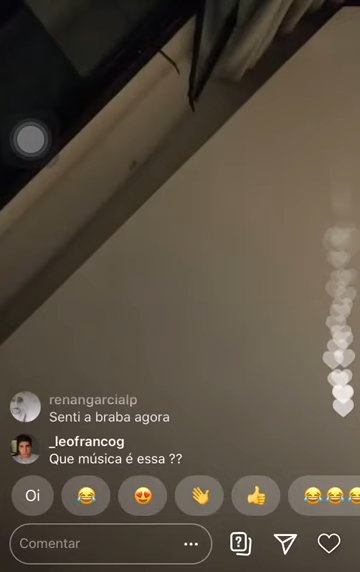 renangarcialp
Senti a braba agora
_leofrancog
Que música é essa ??
Oi
Comentar